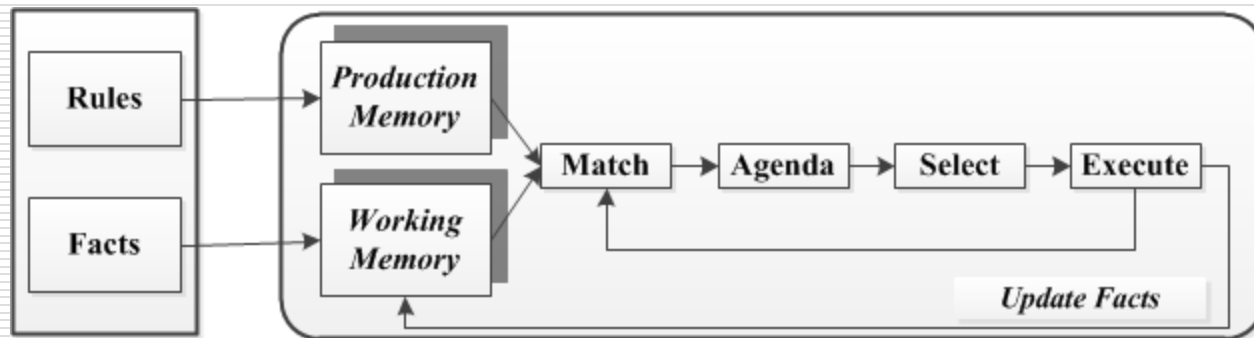 Rules
Production
Memory
Match
Agenda
Select
Execute
Facts
Working
Memory
Update Facts